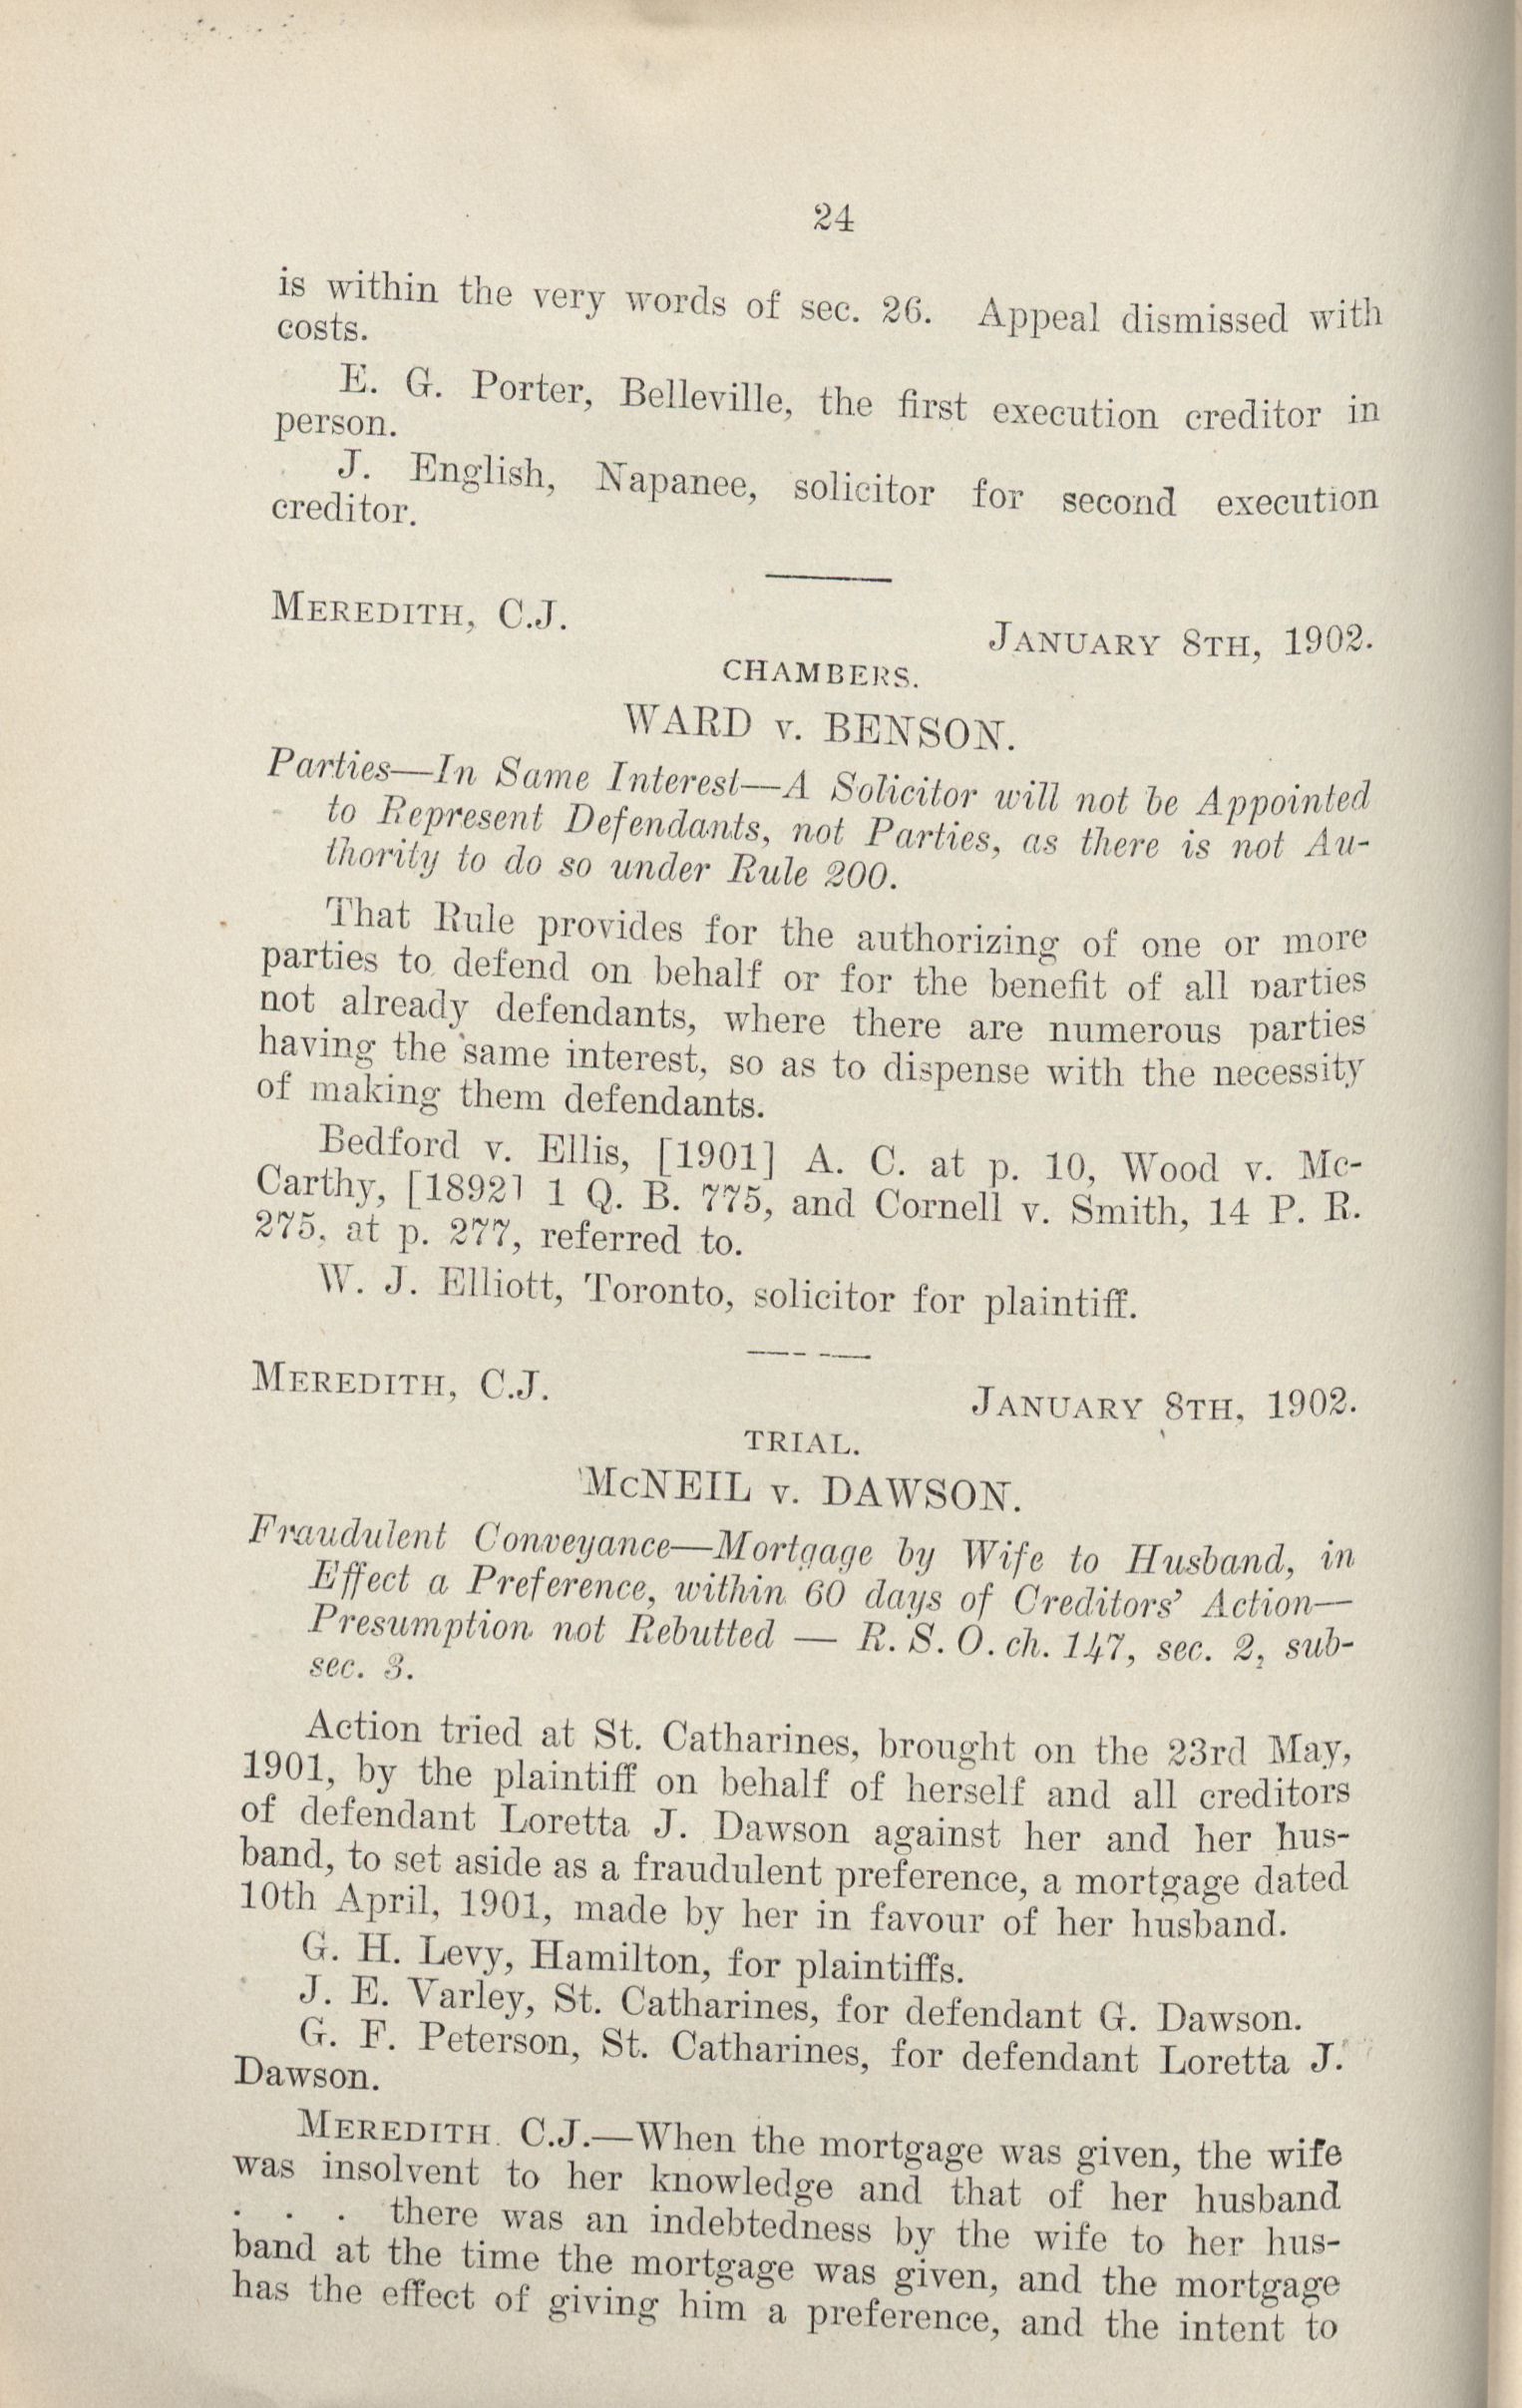 24
is within the very words of sec. 26. Appeal dismissed with
costs.
E. G. Porter, Belleville, the first execution creditor in
person.
J. English, Napanee, solicitor for second execution
creditor.
MEREDITH, C.J.
JANUARY 8TH, 1902.
CHAMBERS.
WARD v. BENSON.
Parties—In Same Interest—A Solicitor will not be Appointed
to Represent Defendants, not Parties, as there is not Au-
thority to do so under Rule 200.
That Rule provides for the authorizing of one or more
parties to defend on behalf or for the benefit of all parties
not already defendants, where there are numerous parties
having the same interest, so as to dispense with the necessity
of making them defendants.
Bedford v. Ellis, [1901] A. C. at p. 10, Wood v. Mc-
Carthy, [1892] 1 Q. B. 775, and Cornell v. Smith, 14 P. R.
275, at p. 277, referred to.
W. J. Elliott, Toronto, solicitor for plaintiff.
MEREDITH, C.J.
JANUARY 8TH, 1902.
TRIAL.
McNEIL v. DAWSON.
Fraudulent Conveyance—Mortgage by Wife to Husband, in
Effect a Preference, within 60 days of Creditors' Action—
Presumption not Rebutted — R. S. O. ch. 147, sec. 2, sub-
sec. 3.
Action tried at St. Catharines, brought on the 23rd May,
1901, by the plaintiff on behalf of herself and all creditors
of defendant Loretta J. Dawson against her and her hus-
band, to set aside as a fraudulent preference, a mortgage dated
10th April, 1901, made by her in favour of her husband.
G. H. Levy, Hamilton, for plaintiffs.
J. E. Varley, St. Catharines, for defendant G. Dawson.
G. F. Peterson, St. Catharines, for defendant Loretta J.
Dawson.
MEREDITH, C.J.—When the mortgage was given, the wife
was insolvent to her knowledge and that of her husband
. . . there was an indebtedness by the wife to her hus-
band at the time the mortgage was given, and the mortgage
has the effect of giving him a preference, and the intent to